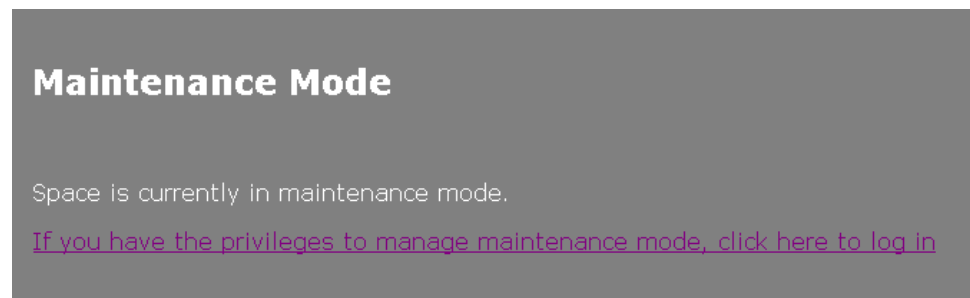 Maintenance Mode
Space is currently in maintenance mode.
If you have the privileges to manage maintenance mode, click here to log in